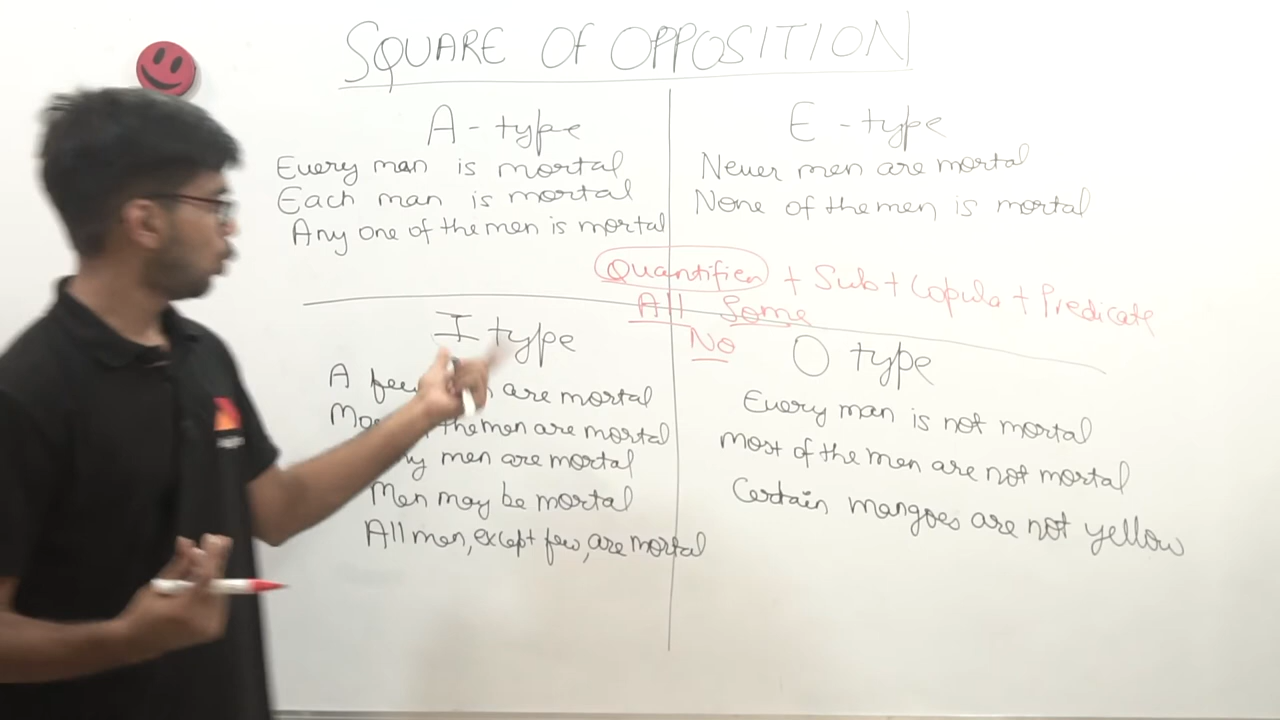 SQUARE OF OPPOSITION
A - type
Every man is mortal
Each man is mortal
Any one of the men is mortal
E - type
Never men are mortal
None of the men is mortal
Quantifier + Sub + Copula + Predicate
All Some
No
I type
A few are mortal
the men are mortal
men are mortal
Men may be mortal
All men, except few, are mortal
O type
Every man is not mortal
Most of the men are not mortal
Certain mangoes are not yellow